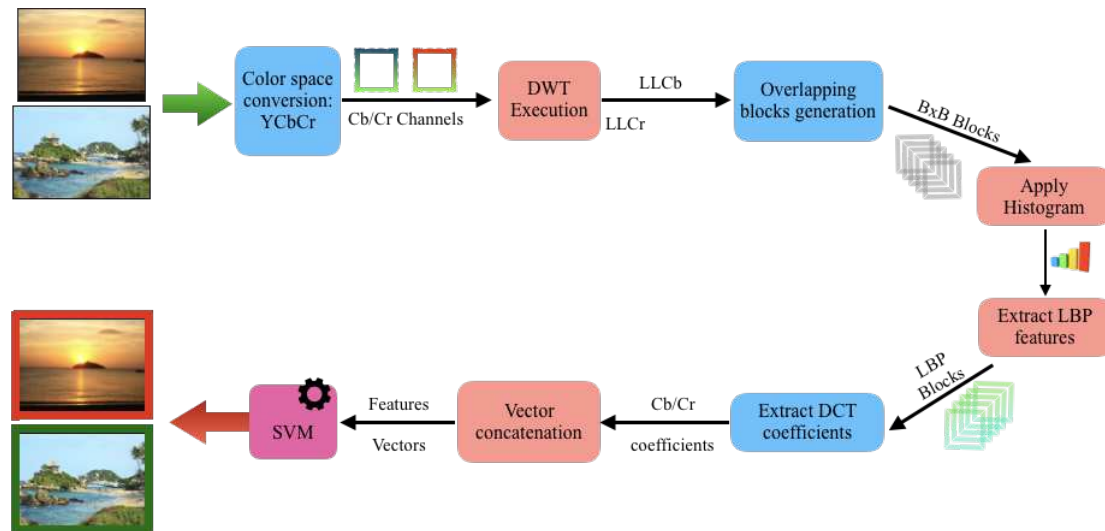 Color space
conversion:
YCbCr
Cb/Cr Channels
DWT
Execution
LLCb
LLCr
Overlapping
blocks generation
BxB Blocks
Apply
Histogram
Extract LBP
features
LBP
Blocks
Extract DCT
coefficients
Cb/Cr
coefficients
Vector
concatenation
Features
Vectors
SVM